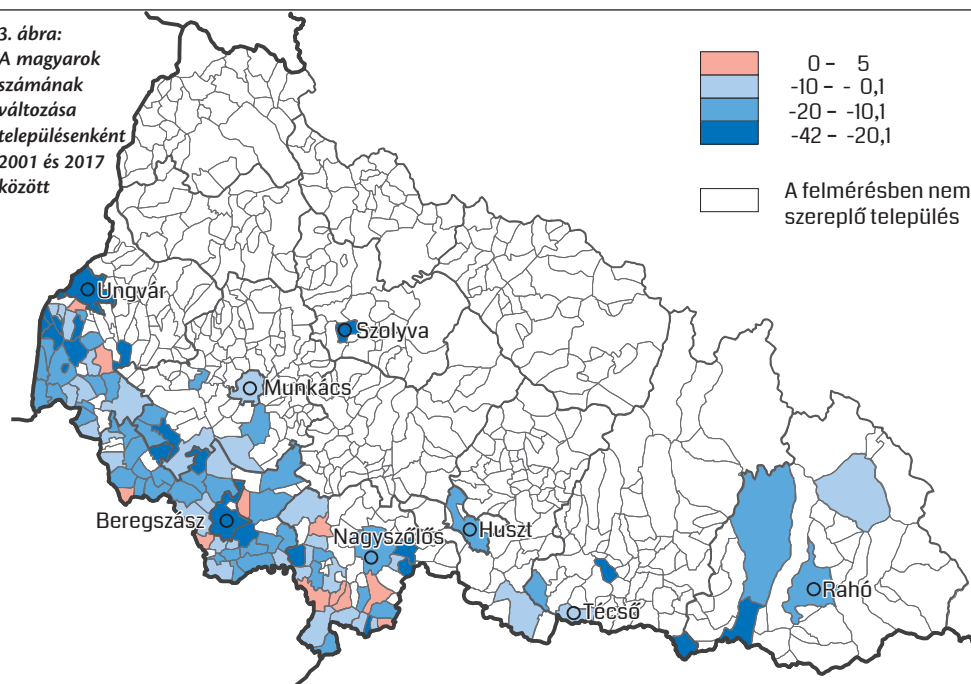 3. ábra:
A magyarok
számának
változása
településenként
2001 és 2017
között
0 – 5
-10 – - 0,1
-20 – -10,1
-42 – -20,1
A felmérésben nem
szereplő település
Ungvár
Szolyva
Munkács
Beregszász
Nagyszőlős
Huszt
Técső
Rahó